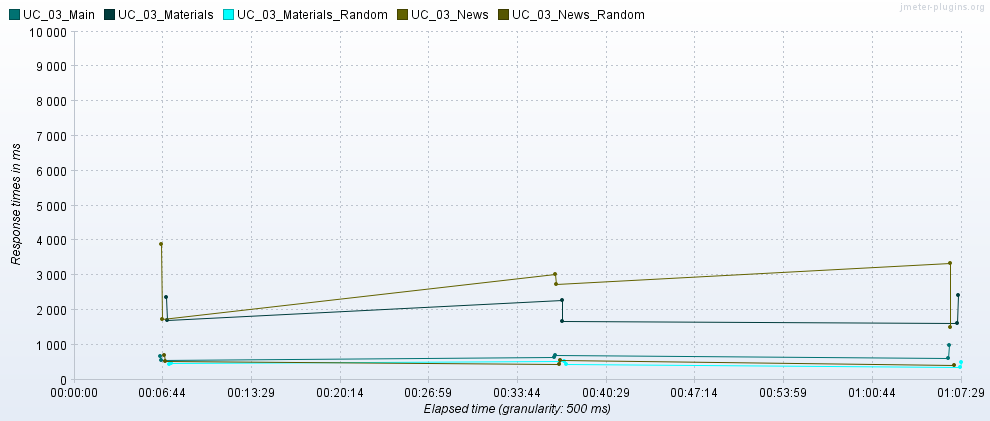 UC_03_Main UC_03_Materials UC_03_Materials_Random UC_03_News UC_03_News_Random
jmeter-plugins.org
10 000
9 000
8 000
7 000
6 000
5 000
4 000
3 000
2 000
1 000
0
Response times in ms
00:00:00 00:06:44 00:13:29 00:20:14 00:26:59 00:33:44 00:40:29 00:47:14 00:53:59 01:00:44 01:07:29
Elapsed time (granularity: 500 ms)